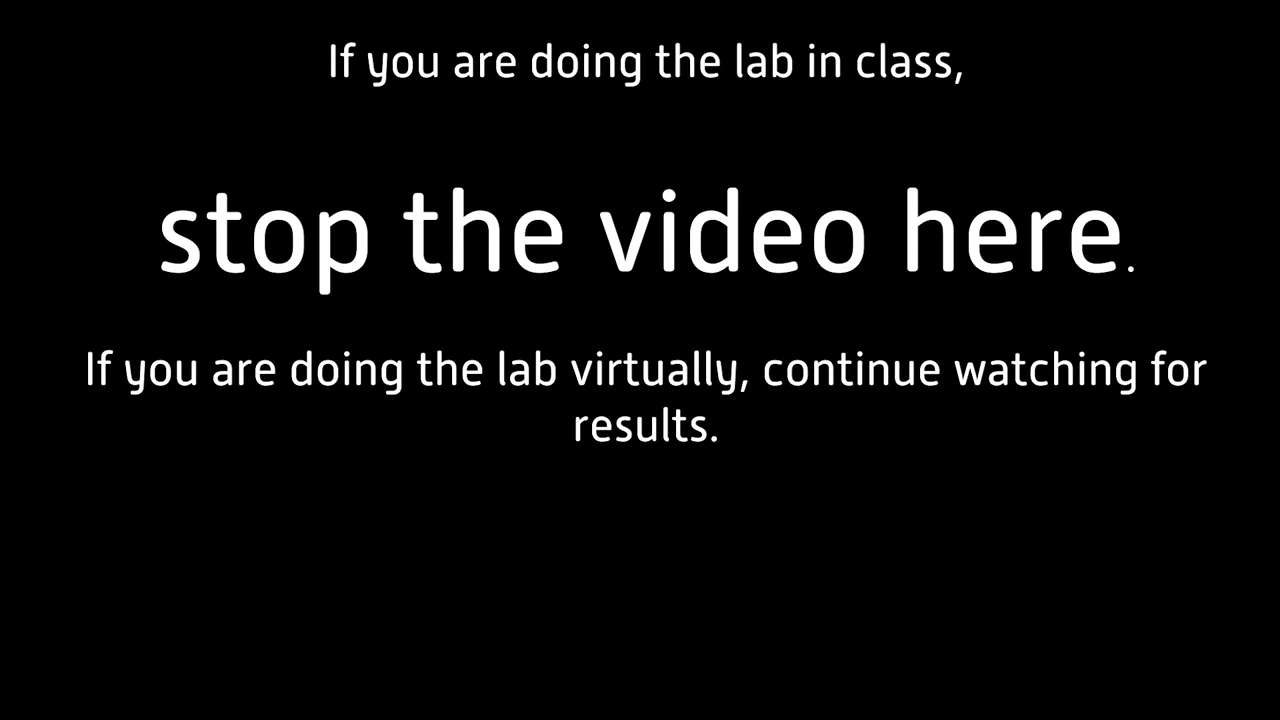 If you are doing the lab in class,
stop the video here.
If you are doing the lab virtually, continue watching for
results.